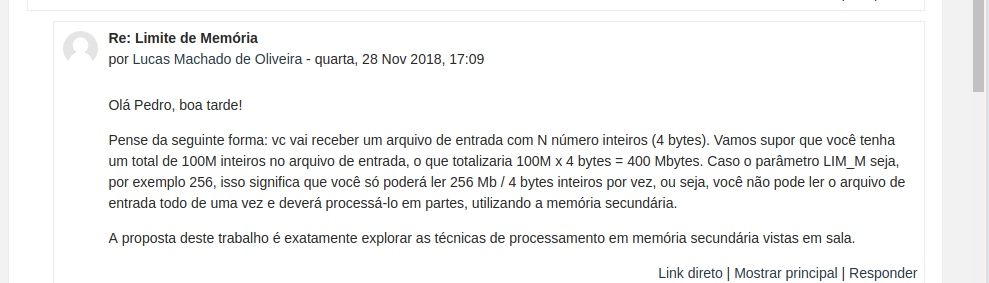 Re: Limite de Memória
por Lucas Machado de Oliveira - quarta, 28 Nov 2018, 17:09
Olá Pedro, boa tarde!
Pense da seguinte forma: vc vai receber um arquivo de entrada com N número inteiros (4 bytes). Vamos supor que você tenha
um total de 100M inteiros no arquivo de entrada, o que totalizaria 100M x 4 bytes = 400 Mbytes. Caso o parâmetro LIM_M seja,
por exemplo 256, isso significa que você só poderá ler 256 Mb / 4 bytes inteiros por vez, ou seja, você não pode ler o arquivo de
entrada todo de uma vez e deverá processá-lo em partes, utilizando a memória secundária.
A proposta deste trabalho é exatamente explorar as técnicas de processamento em memória secundária vistas em sala.
Link direto | Mostrar principal | Responder